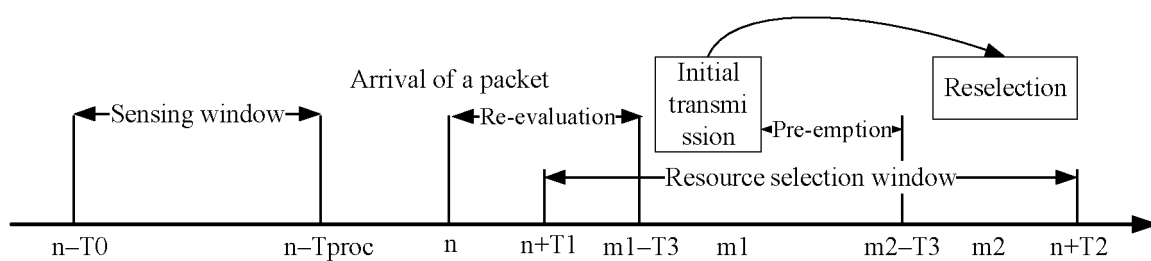 Initial
transmi
ssion
Reselection
Arrival of a packet
Sensing window
Re-evaluation
Pre-emption
Resource selection window
n–T0
n–Tproc
n
n+T1
m1–T3
m1
m2–T3
m2
n+T2